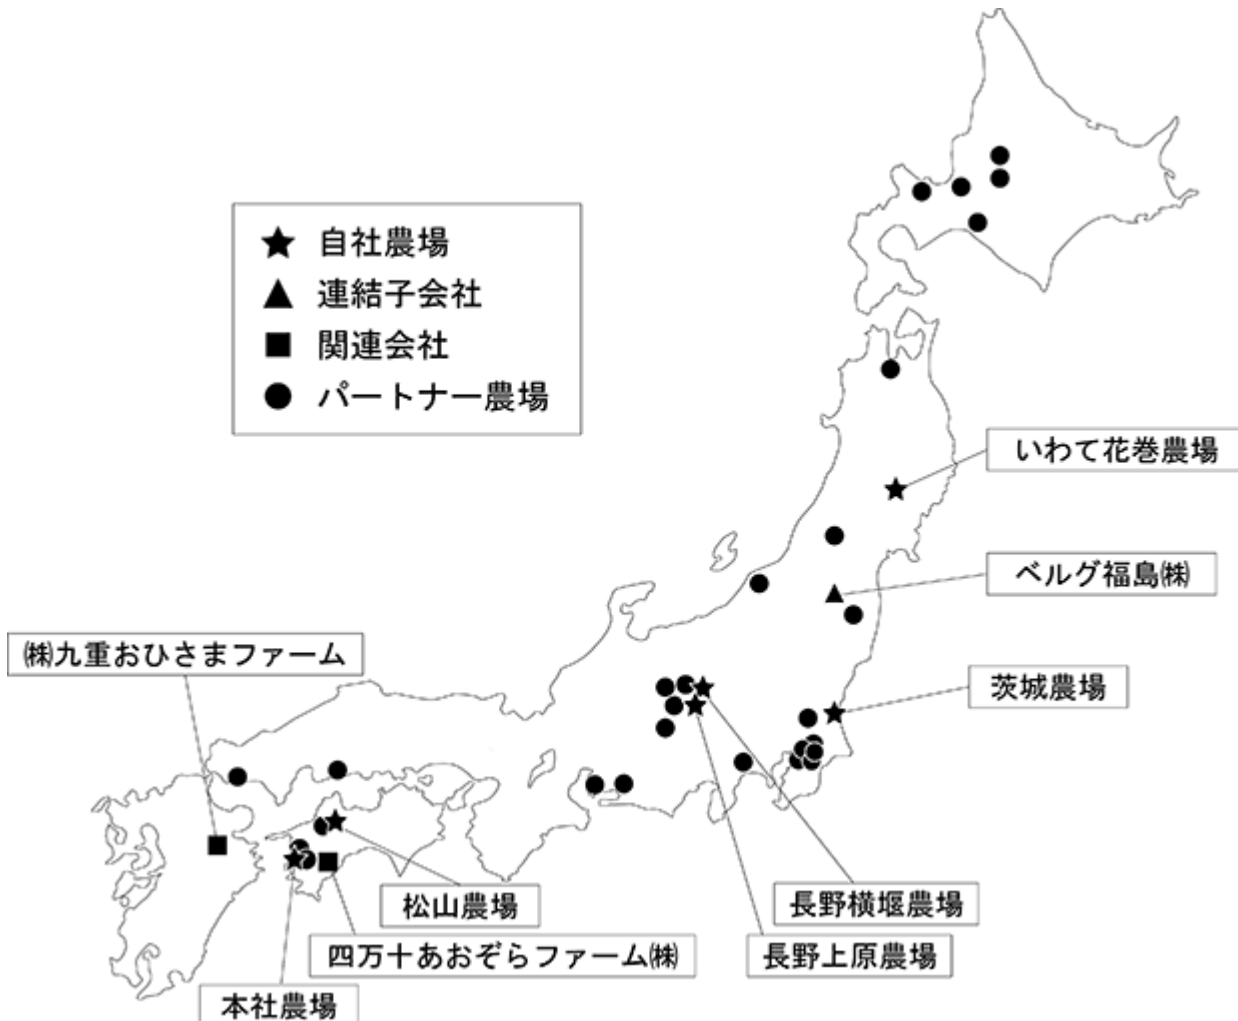 自社農場
連結子会社
関連会社
パートナー農場
いわて花巻農場
ベルグ福島㈱
㈱九重おひさまファーム
茨城農場
松山農場
長野横堰農場
四万十あおぞらファーム㈱
長野上原農場
本社農場